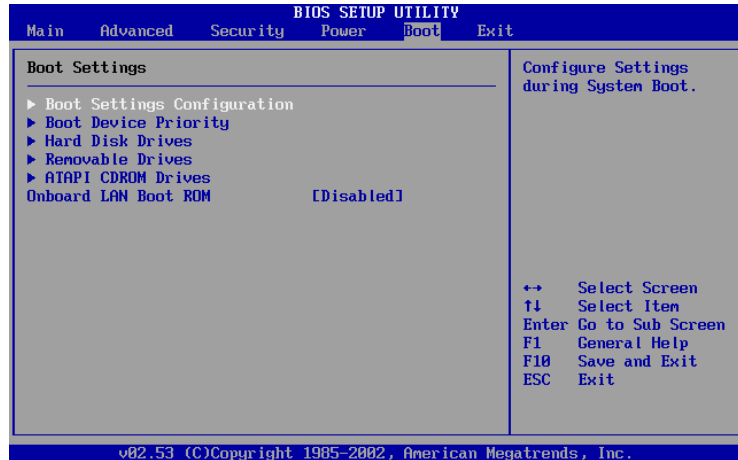 BIOS SETUP UTILITY
Main Advanced Security Power Boot Exit
Boot Settings
▶ Boot Settings Configuration
▶ Boot Device Priority
▶ Hard Disk Drives
▶ Removable Drives
▶ ATAPI CDROM Drives
Onboard LAN Boot ROM [Disabled]
Configure Settings
during System Boot.
↔ Select Screen
↑↓ Select Item
Enter Go to Sub Screen
F1 General Help
F10 Save and Exit
ESC Exit
v02.53 (C)Copyright 1985-2002, American Megatrends, Inc.